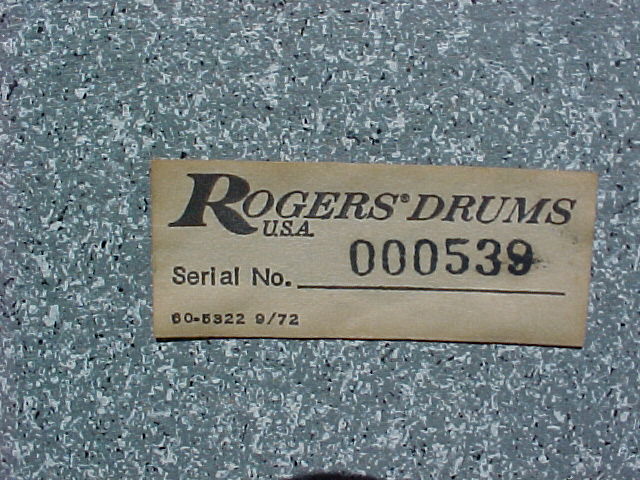 ROGERS® DRUMS
U.S.A.
Serial No. 000539
60-5322 9/72